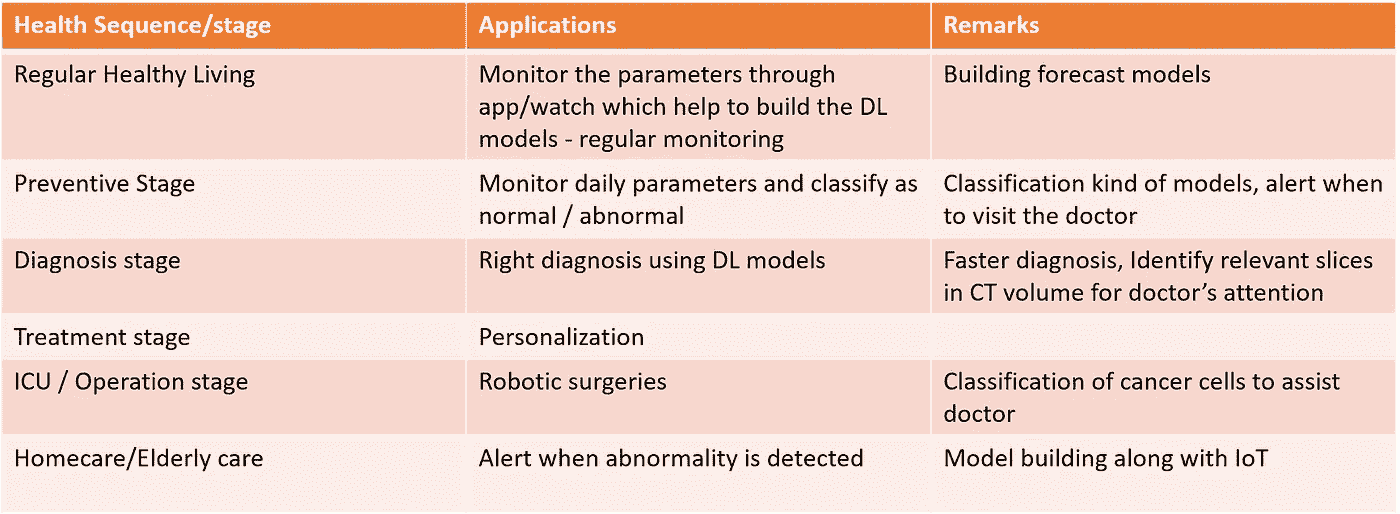 Health Sequence/stage
Applications
Remarks
Regular Healthy Living
Monitor the parameters through
app/watch which help to build the DL
models - regular monitoring
Building forecast models
Preventive Stage
Monitor daily parameters and classify as
normal / abnormal
Classification kind of models, alert when
to visit the doctor
Diagnosis stage
Right diagnosis using DL models
Faster diagnosis, Identify relevant slices
in CT volume for doctor’s attention
Treatment stage
Personalization
ICU / Operation stage
Robotic surgeries
Classification of cancer cells to assist
doctor
Homecare/Elderly care
Alert when abnormality is detected
Model building along with IoT